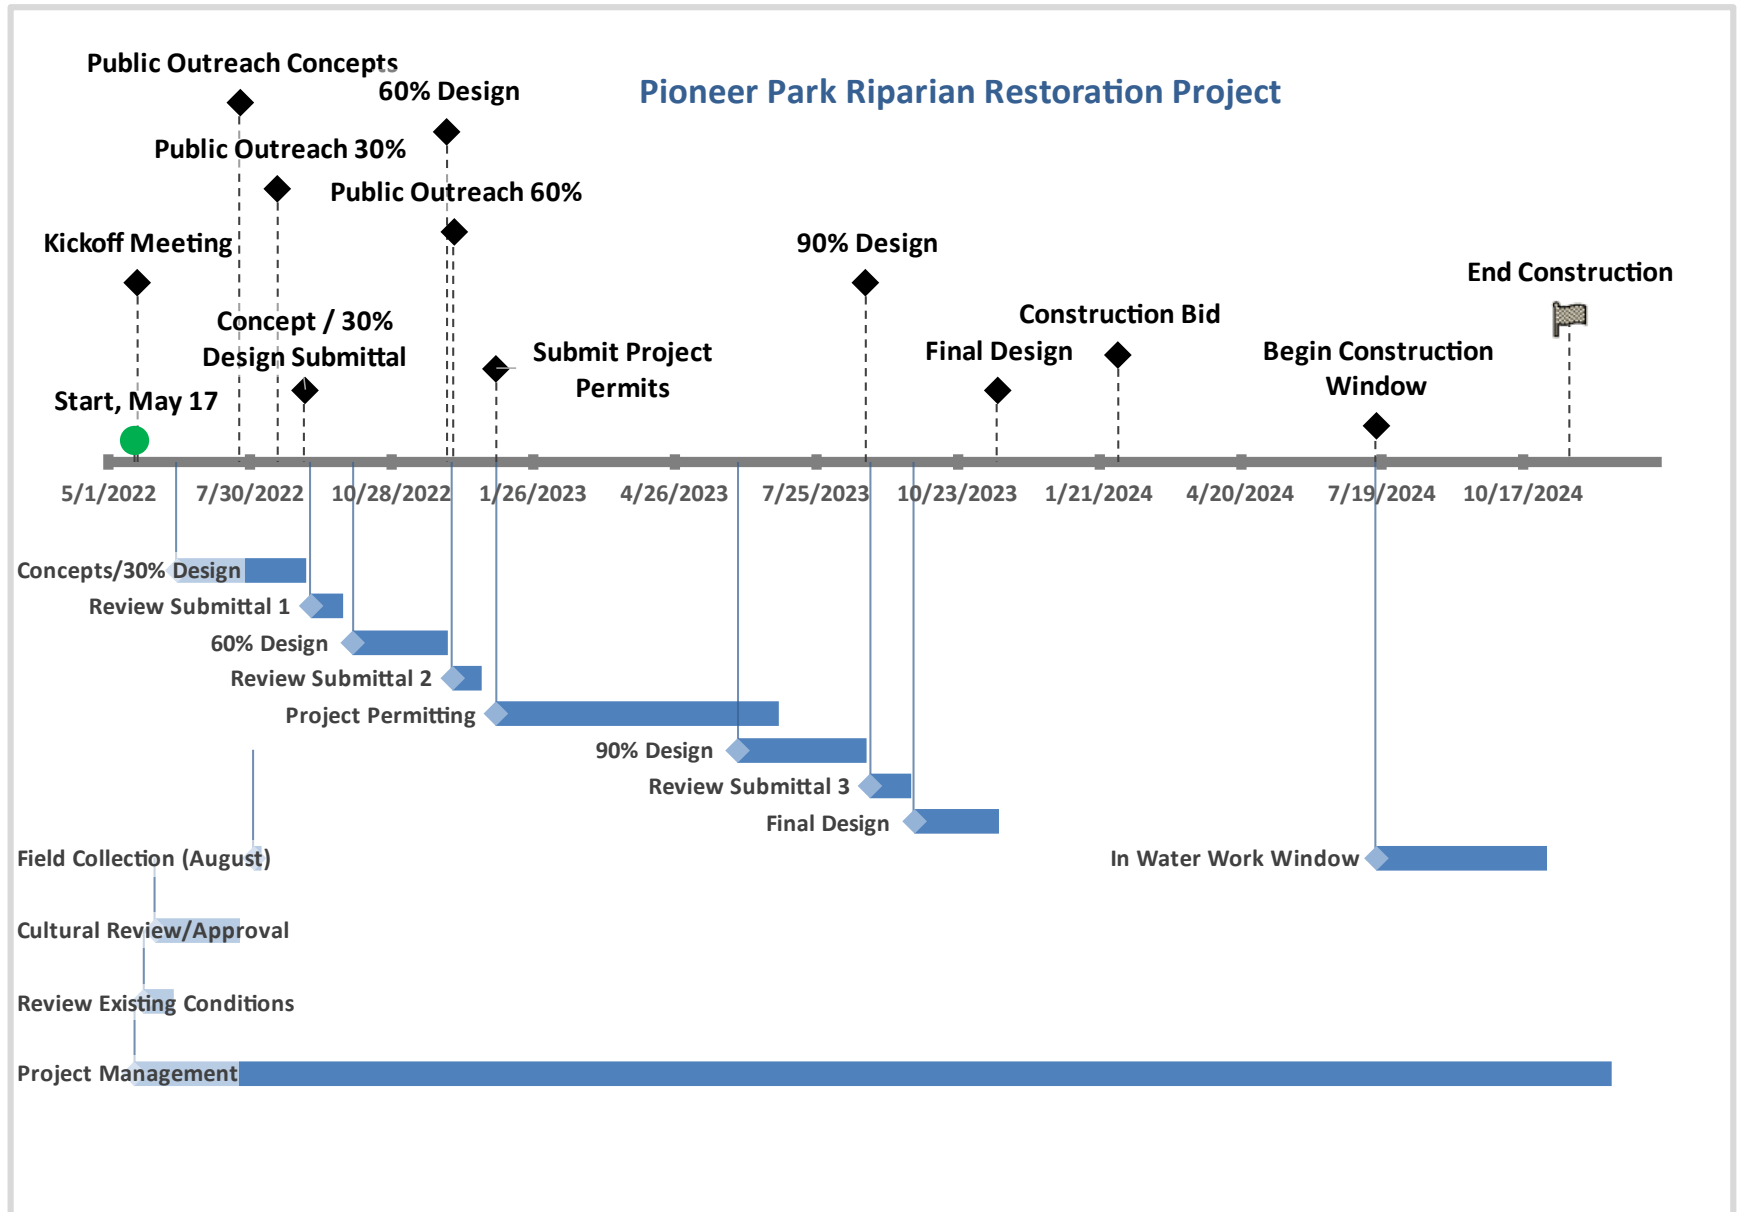 Public Outreach Concepts
60% Design
Pioneer Park Riparian Restoration Project
Public Outreach 30%
Public Outreach 60%
Kickoff Meeting
90% Design
End Construction
Concept / 30%
Design Submittal
Construction Bid
Submit Project
Permits
Final Design
Begin Construction
Window
Start, May 17
5/1/2022
7/30/2022
10/28/2022
1/26/2023
4/26/2023
7/25/2023
10/23/2023
1/21/2024
4/20/2024
7/19/2024
10/17/2024
Concepts/30% Design
Review Submittal 1
60% Design
Review Submittal 2
Project Permitting
90% Design
Review Submittal 3
Final Design
Field Collection (August)
In Water Work Window
Cultural Review/Approval
Review Existing Conditions
Project Management